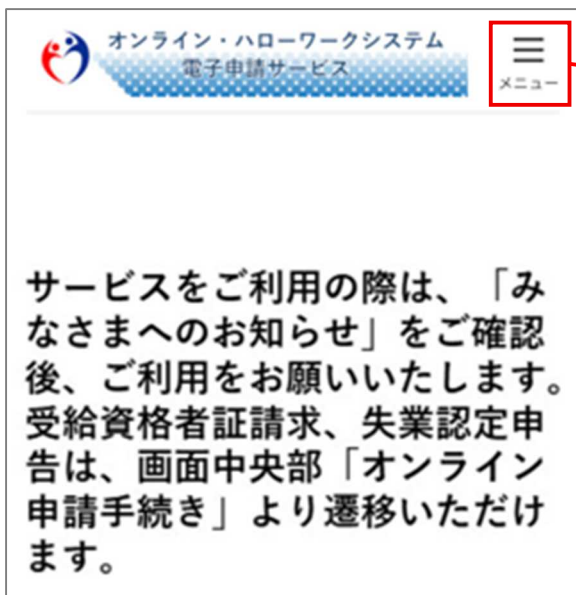 オンライン・ハローワークシステム
電子申請サービス
メニュー
サービスをご利用の際は、「み
なさまへのお知らせ」をご確認
後、ご利用をお願いいたします。
受給資格者証請求、失業認定申
告は、画面中央部「オンライン
申請手続き」より遷移いただけ
ます。